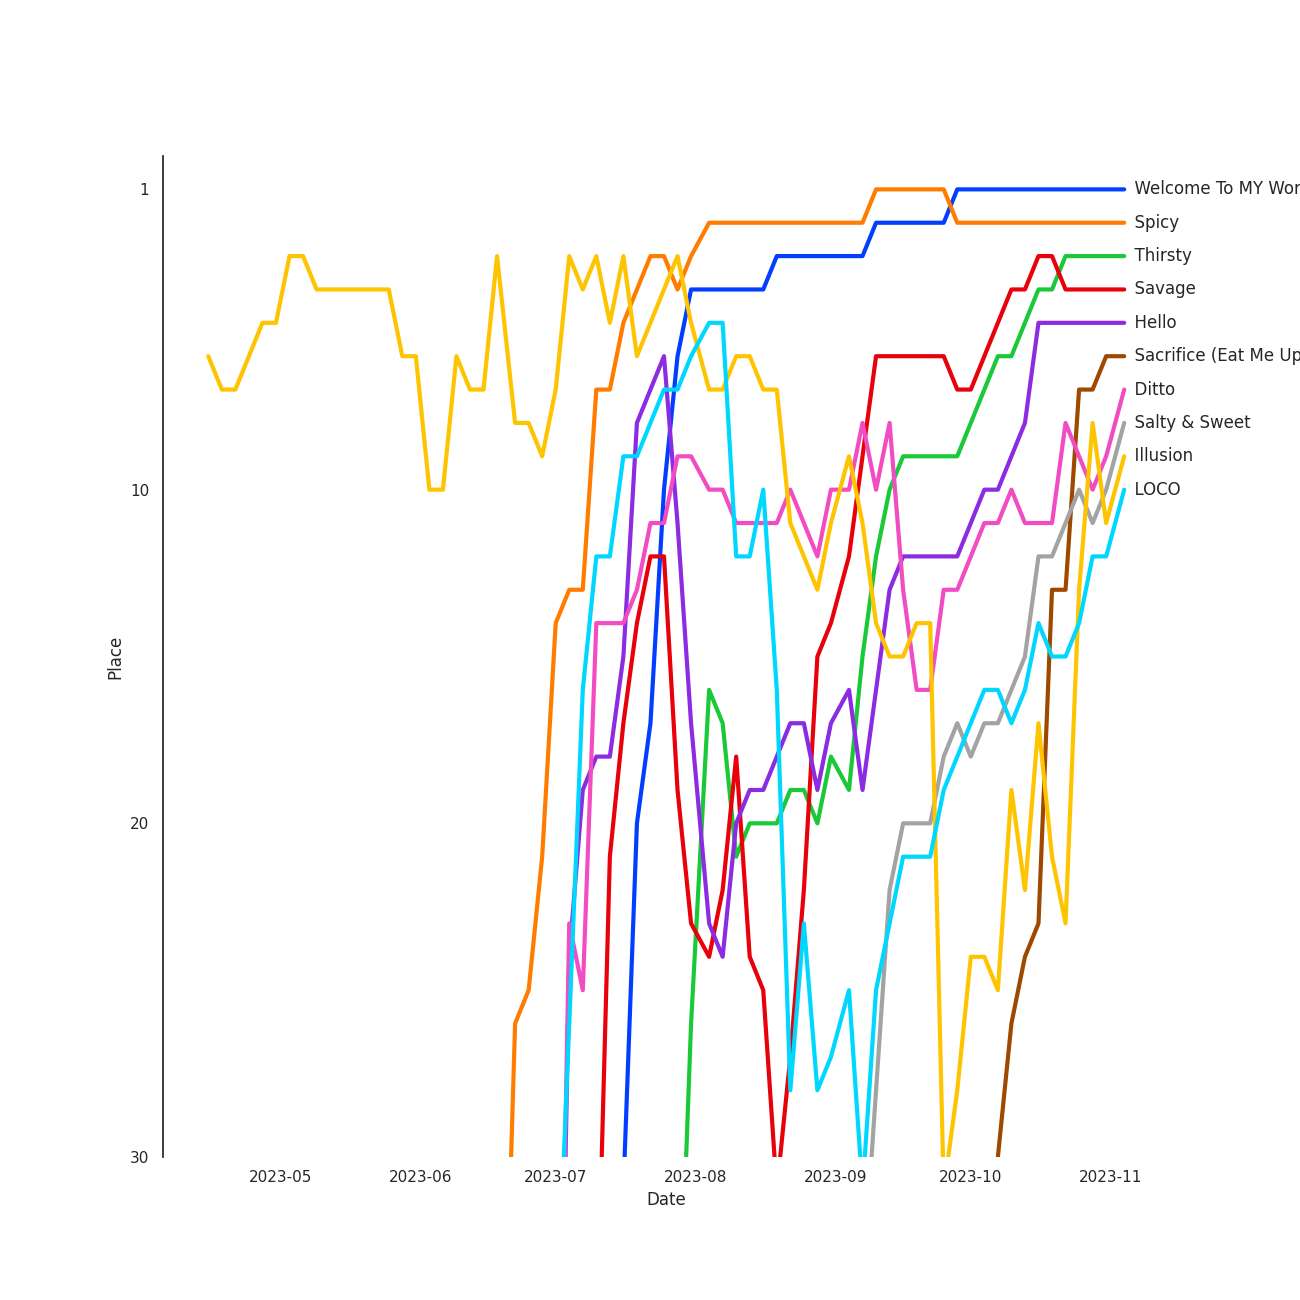 1
10
20
30
Place
2023-05
2023-06
2023-07
2023-08
2023-09
2023-10
2023-11
Date
Welcome To MY Wor
Spicy
Thirsty
Savage
Hello
Sacrifice (Eat Me Up
Ditto
Salty & Sweet
Illusion
LOCO